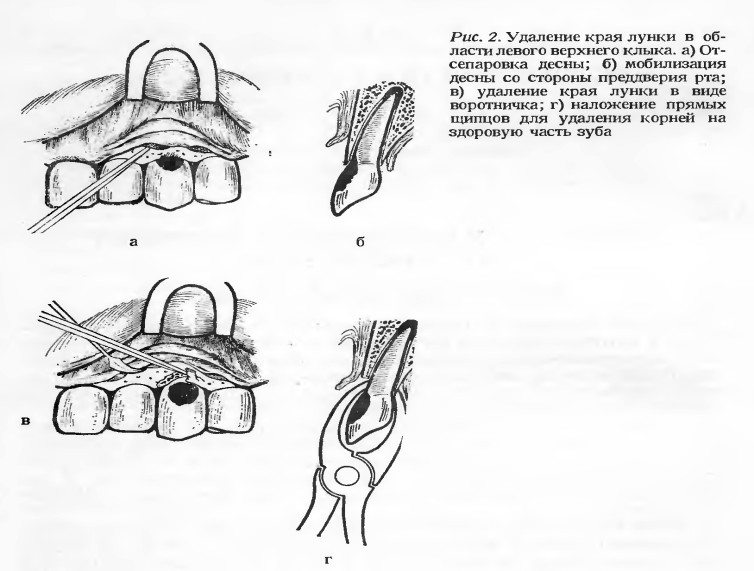 Рис. 2. Удаление края лунки в об-
ласти левого верхнего клыка. а) От-
сепаровка десны; б) мобилизация
десны со стороны преддверия рта;
в) удаление края лунки в виде
воротничка; г) наложение прямых
щипцов для удаления корней на
здоровую часть зуба
а
б
в
г